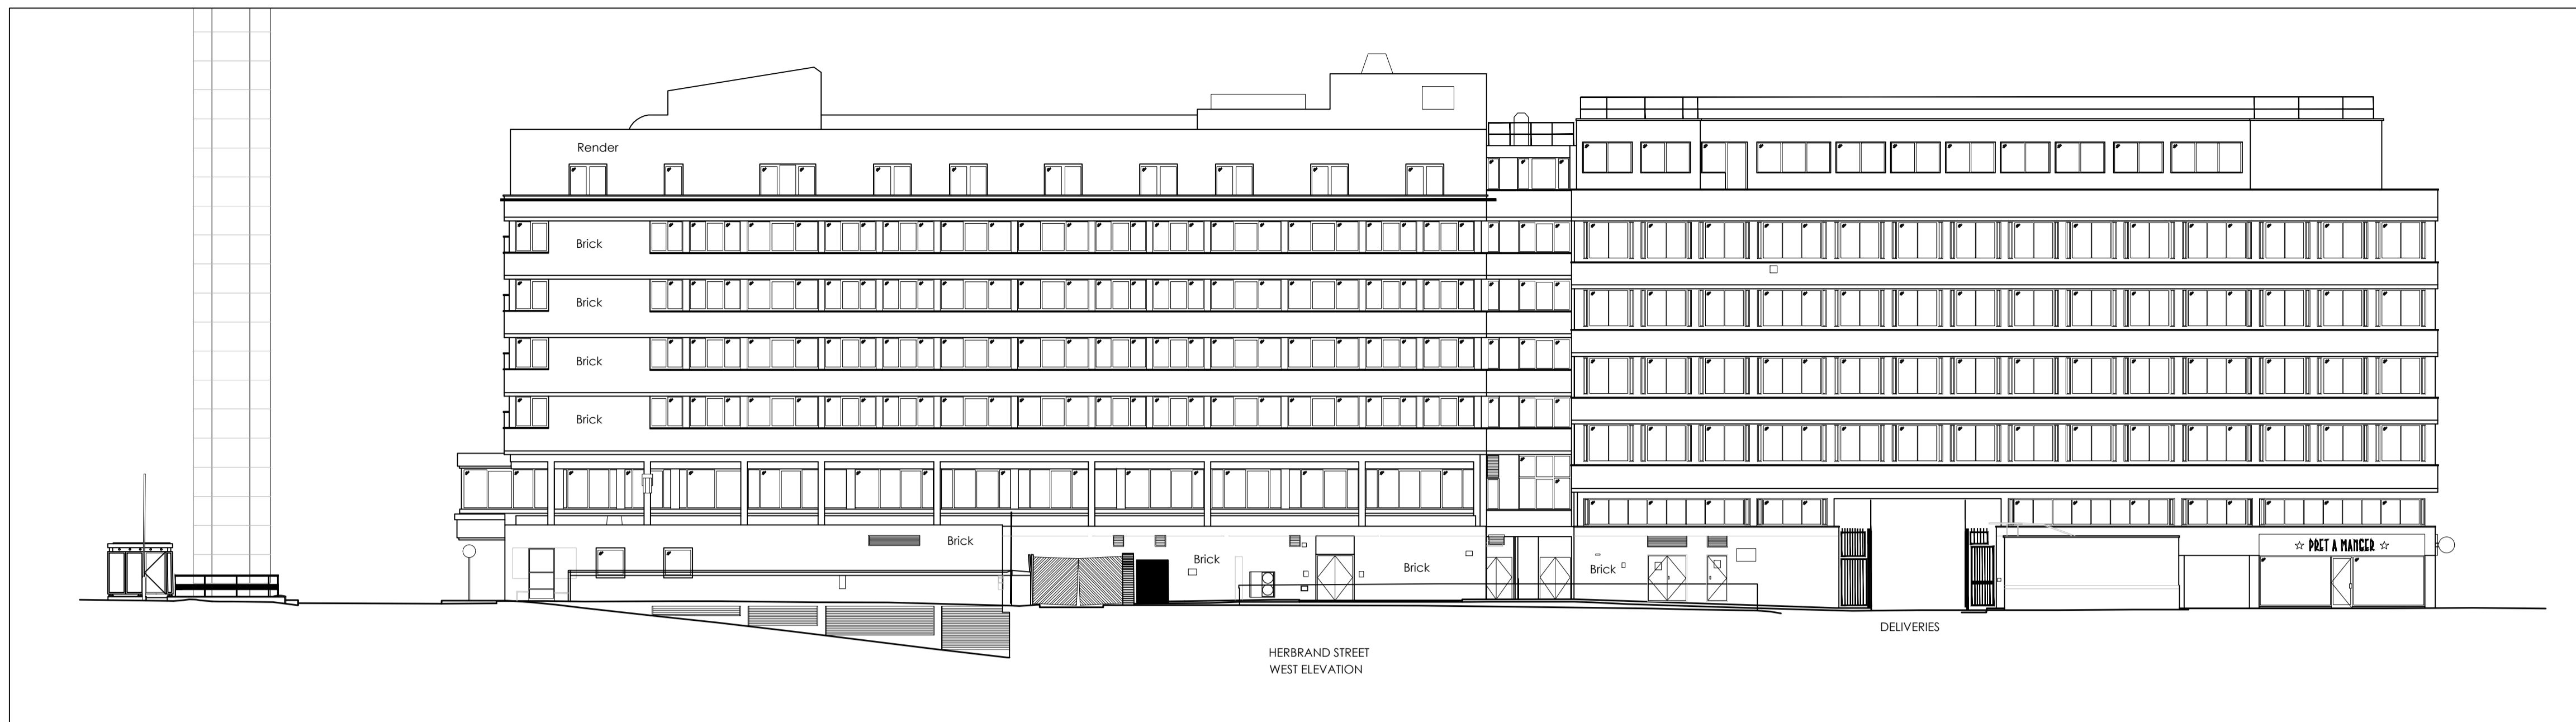 Render
Brick
Brick
Brick
Brick
Brick
Brick
Brick
Brick
☆ PRET A MANGER ☆
DELIVERIES
HERBRAND STREET
WEST ELEVATION